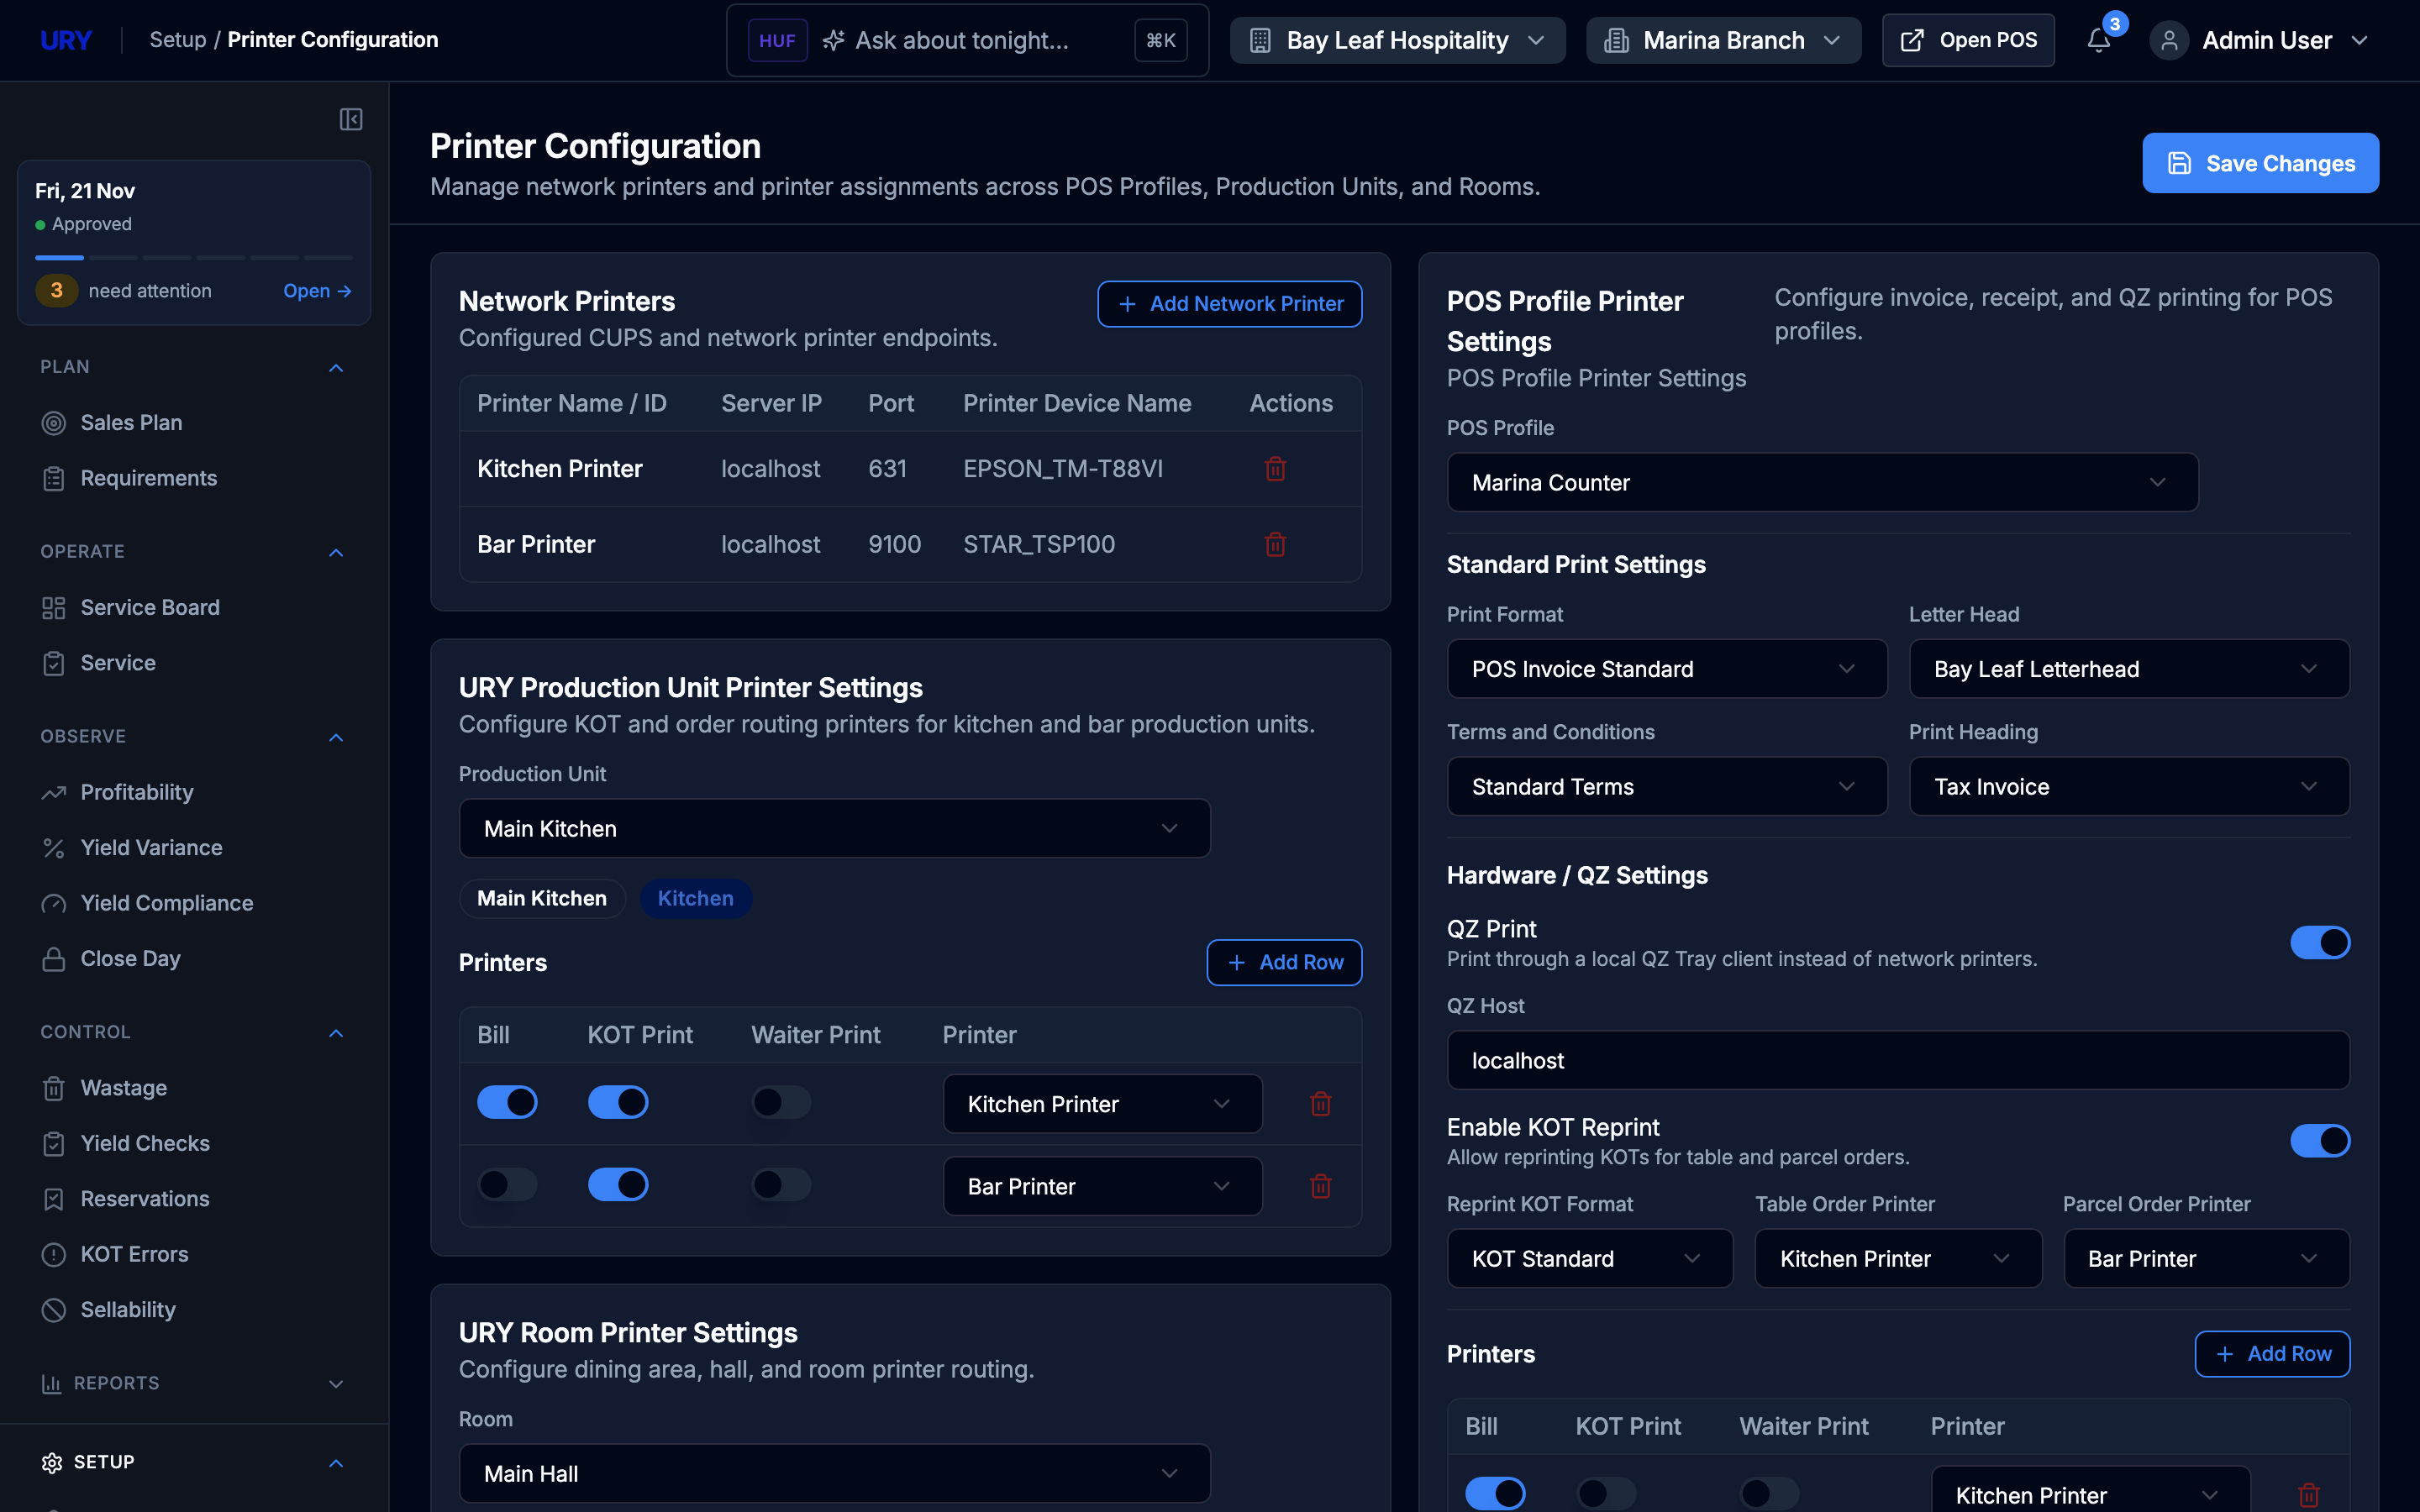 URY
Setup / Printer Configuration
HUF
Ask about tonight...
⌘K
Bay Leaf Hospitality
Marina Branch
Open POS
3
Admin User
Fri, 21 Nov
Approved
3 need attention
Open →
PLAN
Sales Plan
Requirements
OPERATE
Service Board
Service
OBSERVE
Profitability
Yield Variance
Yield Compliance
Close Day
CONTROL
Wastage
Yield Checks
Reservations
KOT Errors
Sellability
REPORTS
SETUP
Printer Configuration
Manage network printers and printer assignments across POS Profiles, Production Units, and Rooms.
Save Changes
Network Printers
Configured CUPS and network printer endpoints.
+ Add Network Printer
Printer Name / ID Server IP Port Printer Device Name Actions
Kitchen Printer localhost 631 EPSON_TM-T88VI
Bar Printer localhost 9100 STAR_TSP100
URY Production Unit Printer Settings
Configure KOT and order routing printers for kitchen and bar production units.
Production Unit
Main Kitchen
Main Kitchen Kitchen
Printers
+ Add Row
Bill KOT Print Waiter Print Printer
Kitchen Printer
Bar Printer
URY Room Printer Settings
Configure dining area, hall, and room printer routing.
Room
Main Hall
POS Profile Printer
Settings
POS Profile Printer Settings
Configure invoice, receipt, and QZ printing for POS
profiles.
POS Profile
Marina Counter
Standard Print Settings
Print Format Letter Head
POS Invoice Standard Bay Leaf Letterhead
Terms and Conditions Print Heading
Standard Terms Tax Invoice
Hardware / QZ Settings
QZ Print
Print through a local QZ Tray client instead of network printers.
QZ Host
localhost
Enable KOT Reprint
Allow reprinting KOTs for table and parcel orders.
Reprint KOT Format Table Order Printer Parcel Order Printer
KOT Standard Kitchen Printer Bar Printer
Printers
+ Add Row
Bill KOT Print Waiter Print Printer
Kitchen Printer